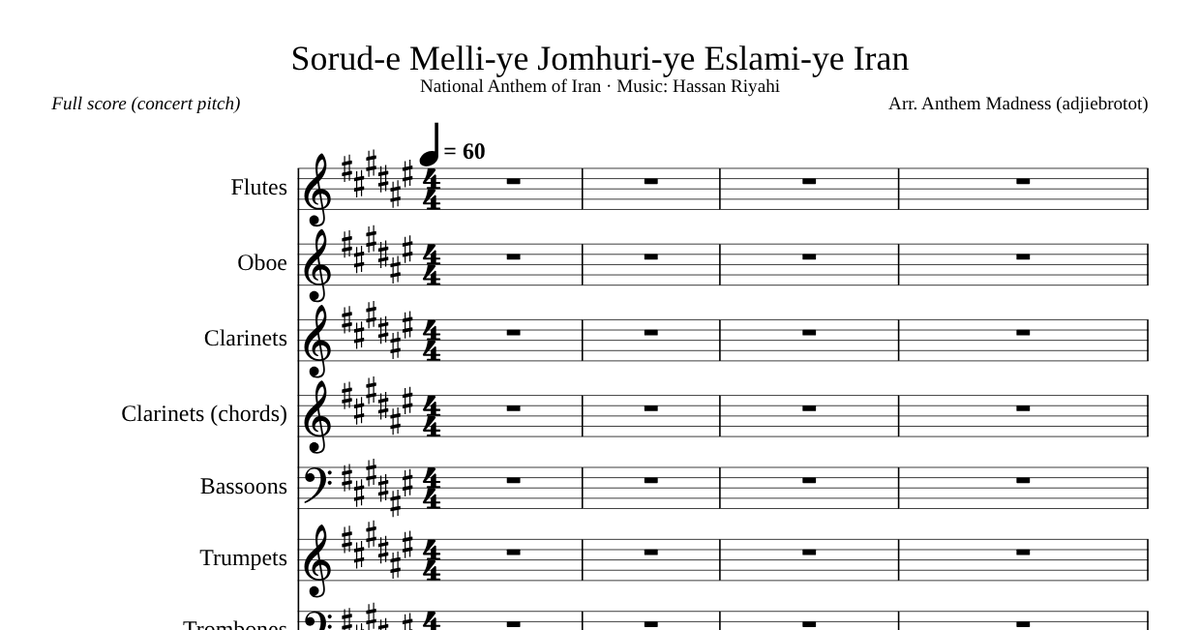 Sorud-e Melli-ye Jomhuri-ye Eslami-ye Iran
National Anthem of Iran · Music: Hassan Riyahi
Full score (concert pitch)
Arr. Anthem Madness (adjiebrotot)
= 60
Flutes
Oboe
Clarinets
Clarinets (chords)
Bassoons
Trumpets
Trombones